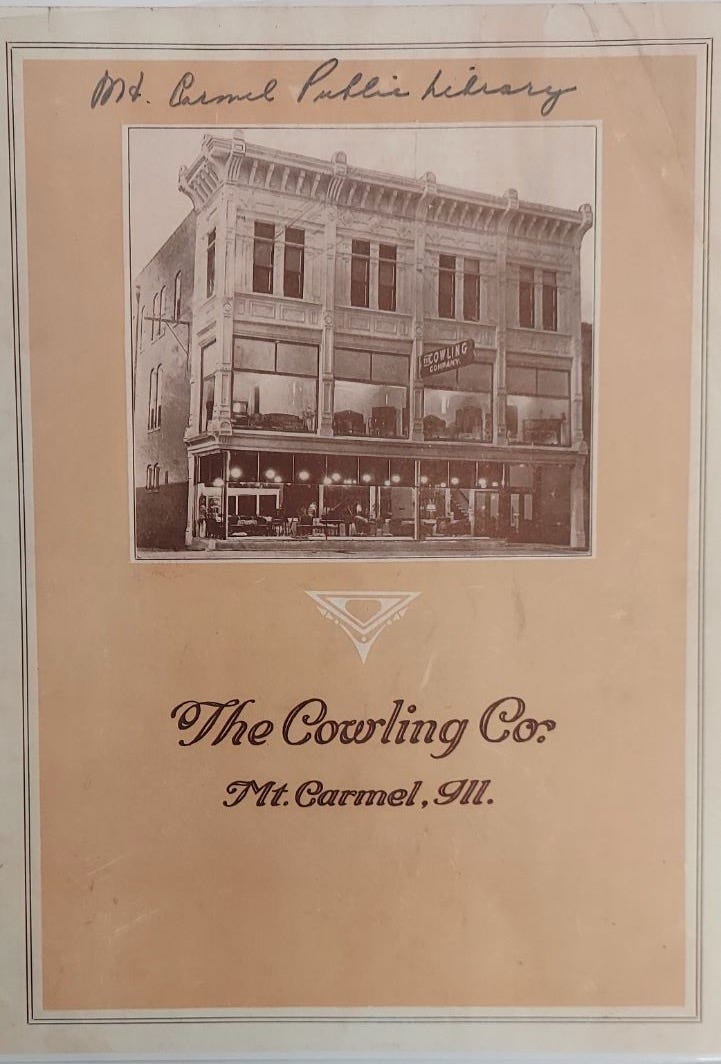 Mt. Carmel Public Library
THE COWLING
COMPANY.
The Cowling Co.
Mt. Carmel, Ill.